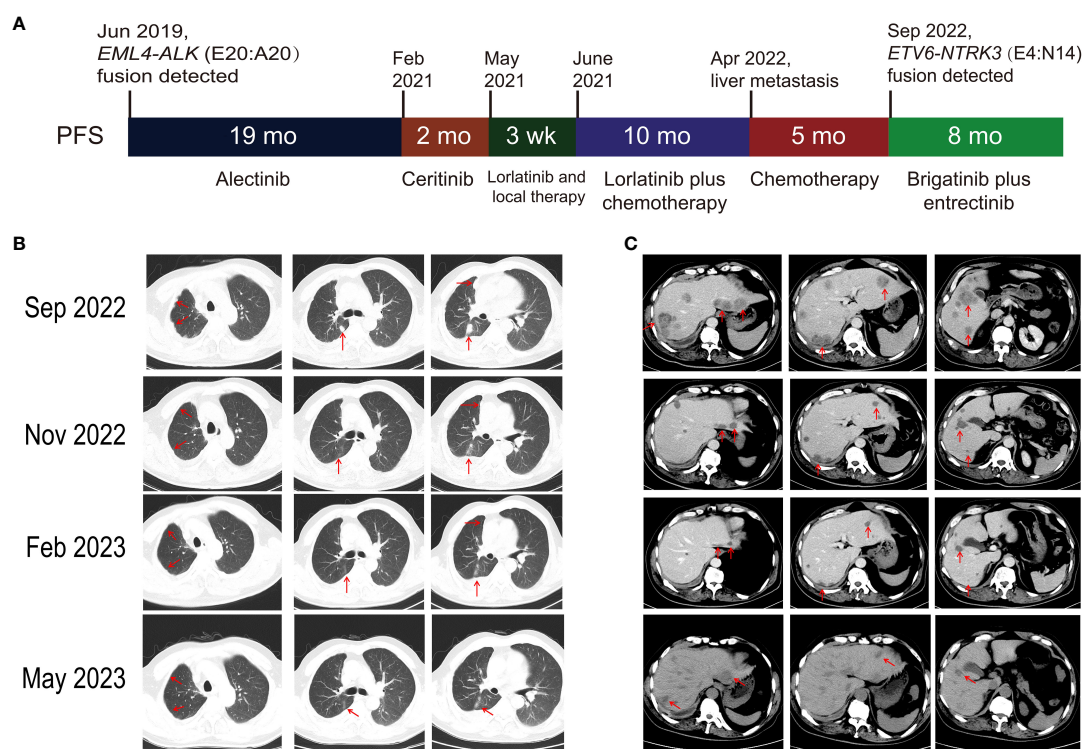 A
Jun 2019,
EML4-ALK (E20:A20)
fusion detected
Feb
2021
May
2021
June
2021
Apr 2022,
liver metastasis
Sep 2022,
ETV6-NTRK3 (E4:N14)
fusion detected
PFS
19 mo
2 mo
3 wk
10 mo
5 mo
8 mo
Alectinib
Ceritinib
Lorlatinib and
local therapy
Lorlatinib plus
chemotherapy
Chemotherapy
Brigatinib plus
entrectinib
B
C
Sep 2022
Nov 2022
Feb 2023
May 2023